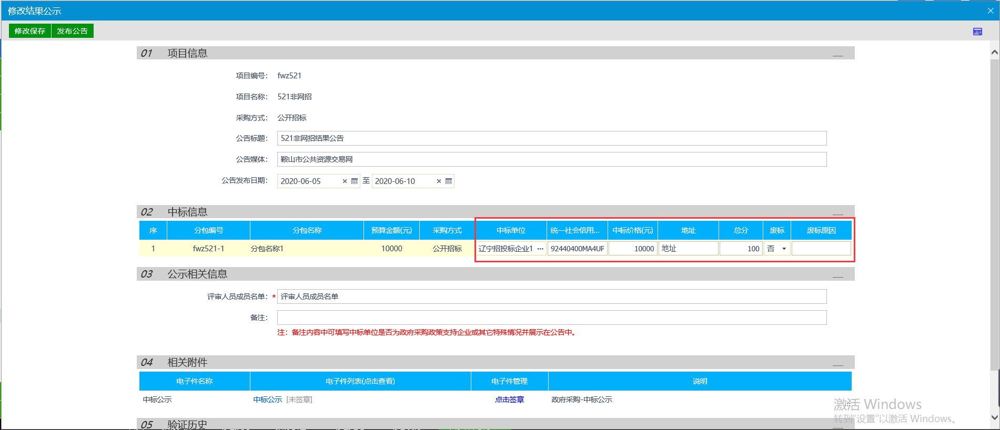 修改结果公示
修改保存 发布公告
01 项目信息
项目编号： fwz521
项目名称： 521非网招
采购方式： 公开招标
公告标题： 521非网招结果公告
公告媒体： 鞍山市公共资源交易网
公告发布日期： 2020-06-05 至 2020-06-10
02 中标信息
序 分包编号 分包名称 预算金额(元) 采购方式 中标单位 统一社会信用... 中标价格(元) 地址 总分 废标 废标原因
1 fwz521-1 分包名称1 10000 公开招标 辽宁招投标企业1 ··· 92440400MA4UF 10000 地址 100 否
03 公示相关信息
评审人员成员名单：* 评审人员成员名单
备注：
注：备注内容中可填写中标单位是否为政府采购政策支持企业或其它特殊情况并展示在公告中。
04 相关附件
电子件名称 电子件列表(点击查看) 电子件管理 说明
中标公示 中标公示 [未签章] 点击签章 政府采购-中标公示
激活 Windows
转到“设置”以激活 Windows。
05 验证历史